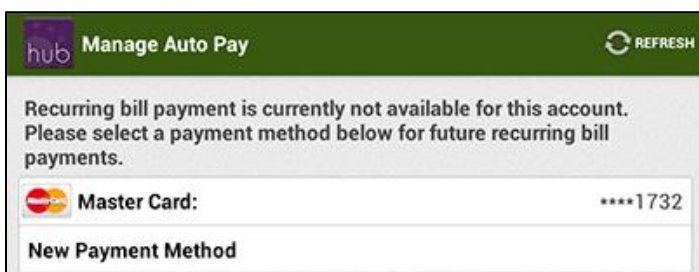 hub Manage Auto Pay REFRESH
Recurring bill payment is currently not available for this account.
Please select a payment method below for future recurring bill
payments.
MasterCard Master Card: ****1732
New Payment Method